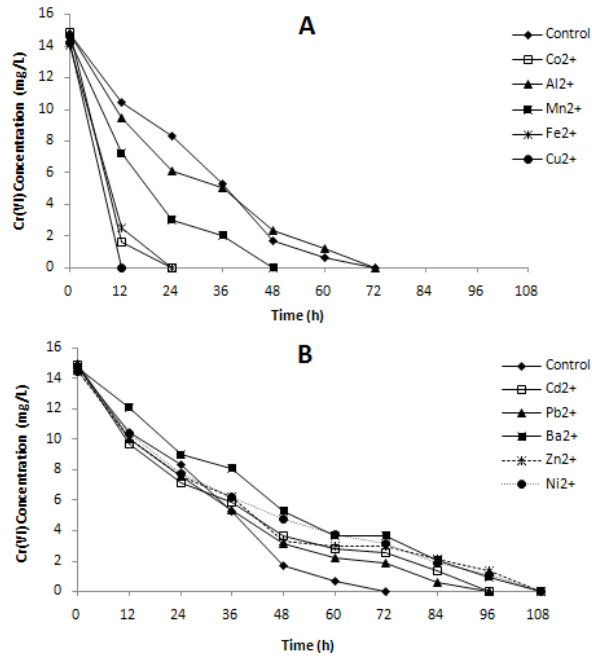 A
Cr(VI) Concentration (mg/L)
16
14
12
10
8
6
4
2
0
0 12 24 36 48 60 72 84 96 108
Time (h)
Control
Co2+
Al2+
Mn2+
Fe2+
Cu2+
B
Cr(VI) Concentration (mg/L)
16
14
12
10
8
6
4
2
0
0 12 24 36 48 60 72 84 96 108
Time (h)
Control
Cd2+
Pb2+
Ba2+
Zn2+
Ni2+